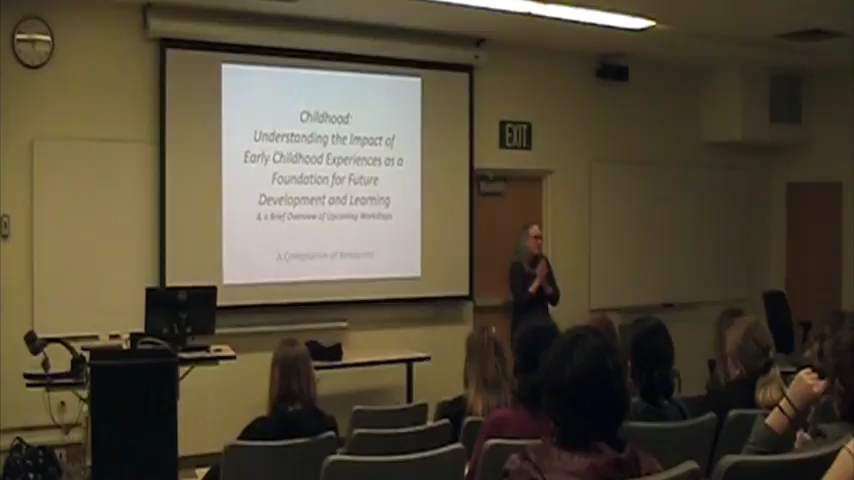 Childhood:
Understanding the Impact of
Early Childhood Experiences as a
Foundation for Future
Development and Learning
& a Brief Overview of Upcoming Workshops
A Compilation of Resources
EXIT